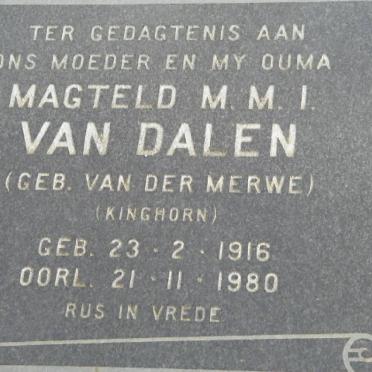 TER GEDAGTENIS AAN
ONS MOEDER EN MY OUMA
MAGTELD M. M. I.
VAN DALEN
(GEB. VAN DER MERWE)
(KINGHORN)
GEB. 23 · 2 · 1916
OORL. 21 · 11 · 1980
RUS IN VREDE